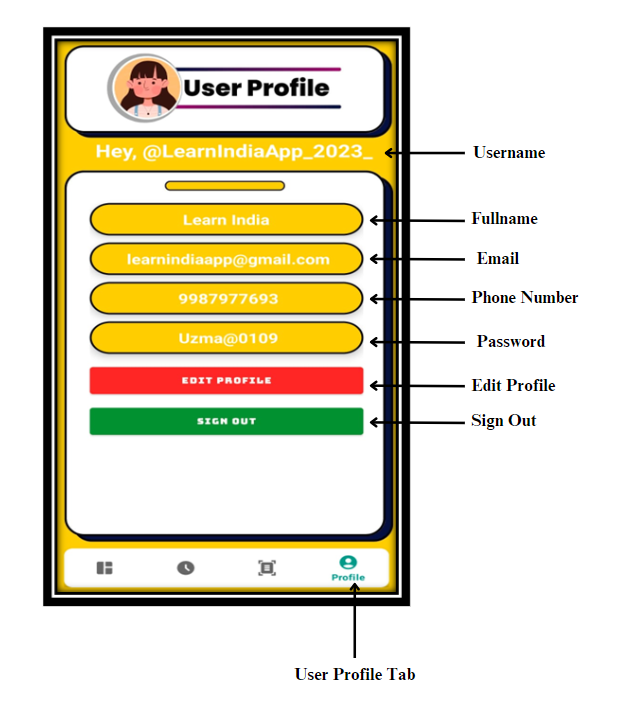 User Profile
Hey, @LearnIndiaApp_2023_
Username
Learn India
Fullname
learnindiaapp@gmail.com
Email
9987977693
Phone Number
Uzma@0109
Password
EDIT PROFILE
Edit Profile
SIGN OUT
Sign Out
Profile
User Profile Tab